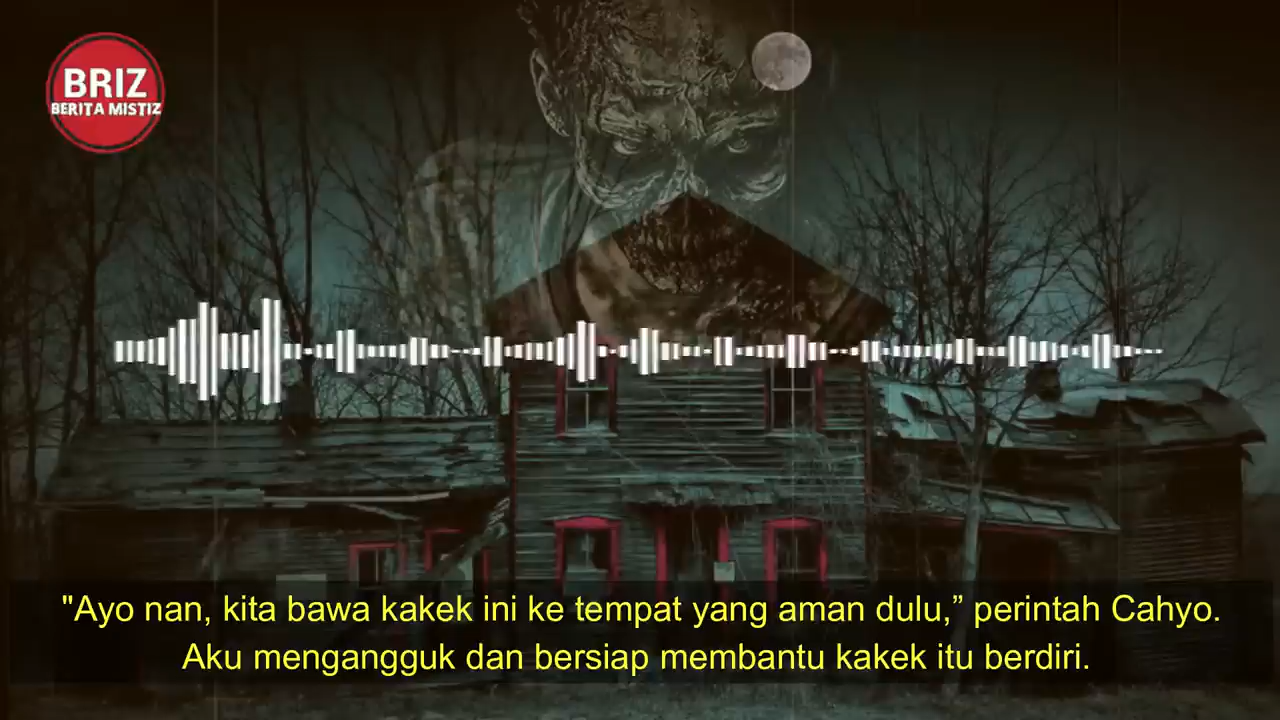 BRIZ
BERITA MISTIZ
"Ayo nan, kita bawa kakek ini ke tempat yang aman dulu,” perintah Cahyo.
Aku mengangguk dan bersiap membantu kakek itu berdiri.